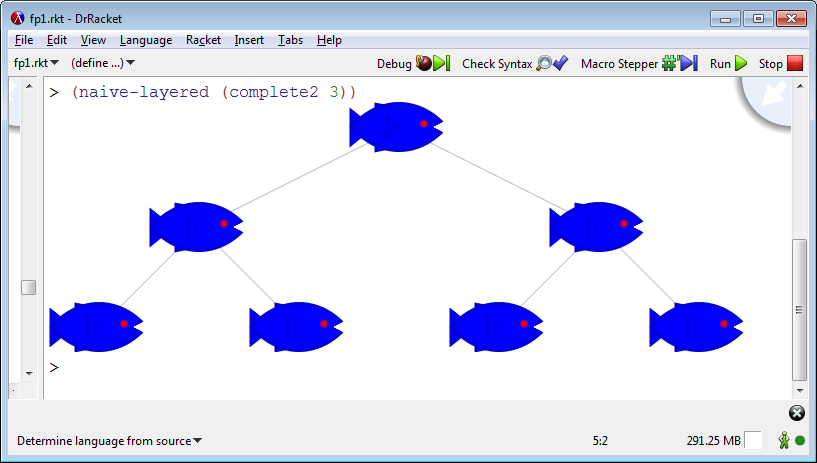 fp1.rkt - DrRacket
File Edit View Language Racket Insert Tabs Help
fp1.rkt (define ...) Debug Check Syntax Macro Stepper Run Stop
> (naive-layered (complete2 3))
>
Determine language from source 5:2 291.25 MB